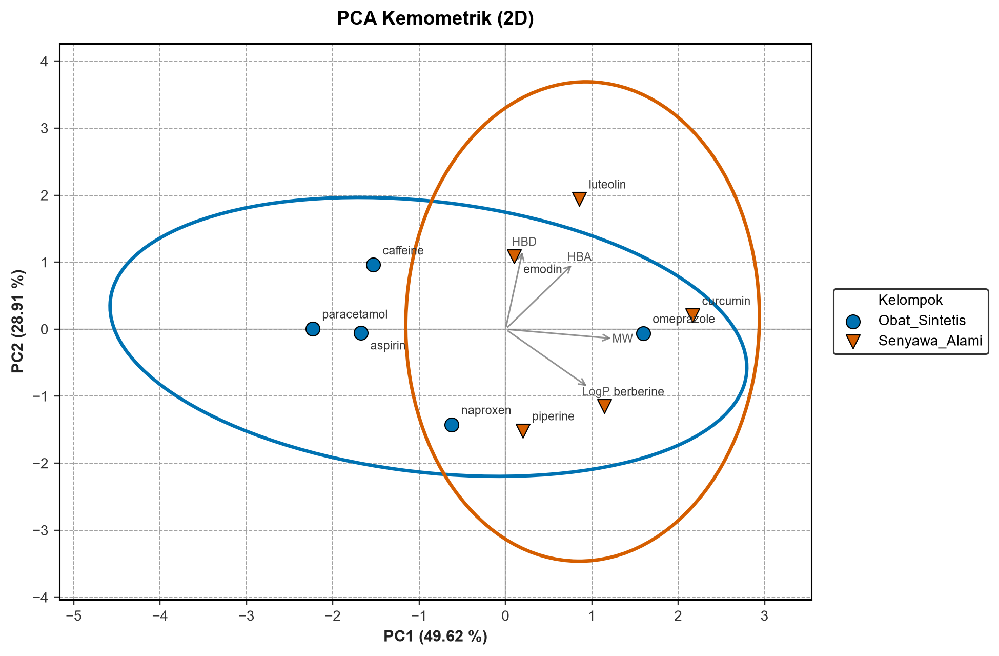 PCA Kemometrik (2D)
4
3
2
1
0
−1
−2
−3
−4
PC2 (28.91 %)
luteolin
HBD
caffeine
HBA
emodin
curcumin
paracetamol
omeprazole
MW
aspirin
LogP
berberine
naproxen
piperine
Kelompok
Obat_Sintetis
Senyawa_Alami
−5 −4 −3 −2 −1 0 1 2 3
PC1 (49.62 %)